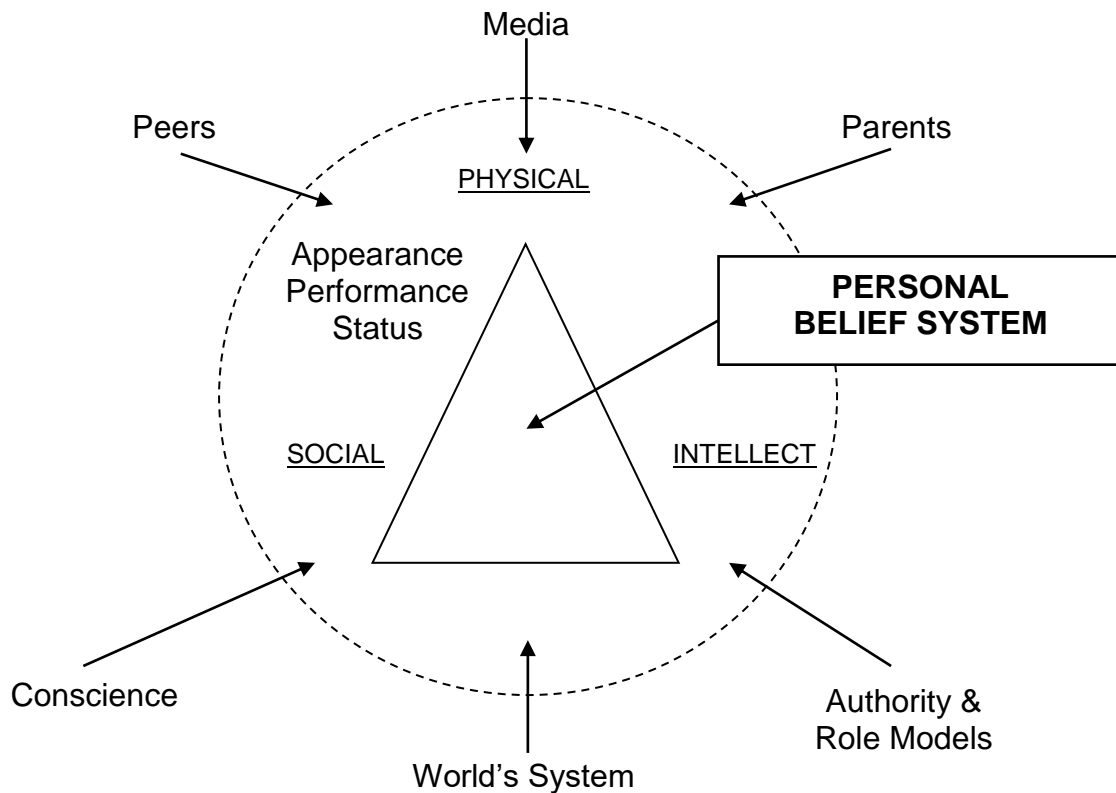 Media
Peers
Parents
PHYSICAL
Appearance
Performance
Status
PERSONAL
BELIEF SYSTEM
SOCIAL
INTELLECT
Conscience
Authority &
Role Models
World’s System